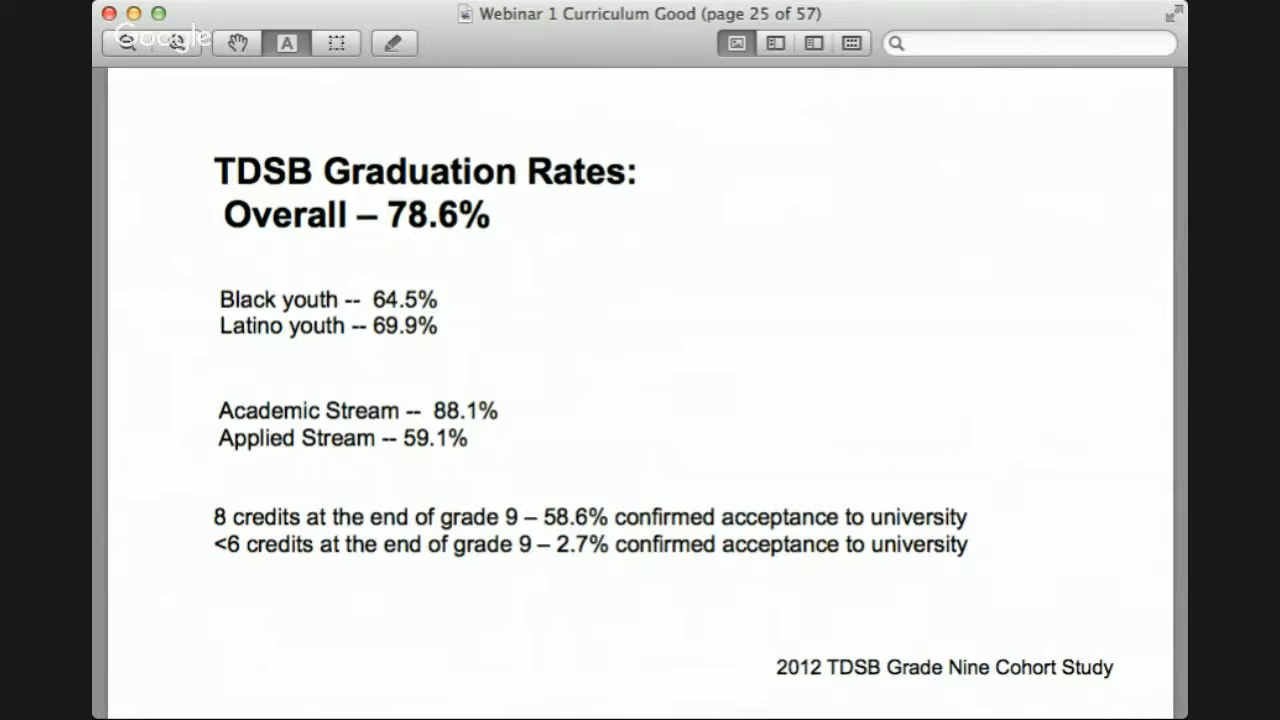 Webinar 1 Curriculum Good (page 25 of 57)
Google
A
TDSB Graduation Rates:
Overall – 78.6%
Black youth -- 64.5%
Latino youth -- 69.9%
Academic Stream -- 88.1%
Applied Stream -- 59.1%
8 credits at the end of grade 9 – 58.6% confirmed acceptance to university
<6 credits at the end of grade 9 – 2.7% confirmed acceptance to university
2012 TDSB Grade Nine Cohort Study